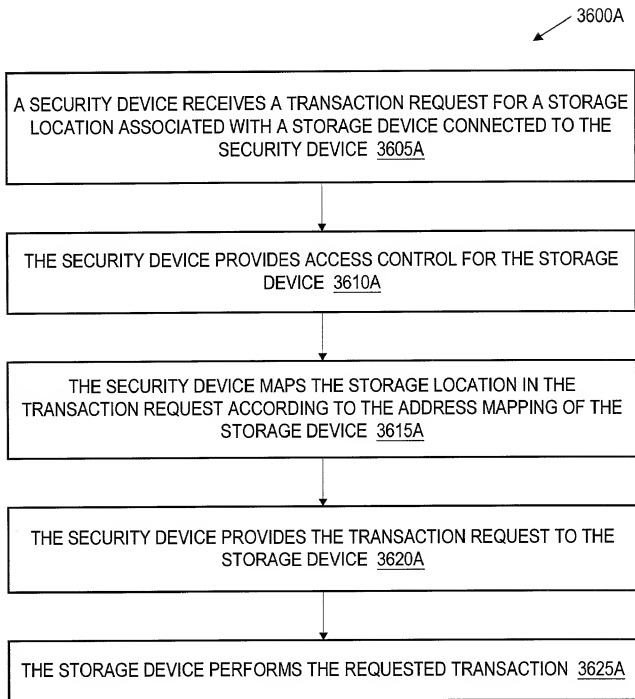 3600A
A SECURITY DEVICE RECEIVES A TRANSACTION REQUEST FOR A STORAGE
LOCATION ASSOCIATED WITH A STORAGE DEVICE CONNECTED TO THE
SECURITY DEVICE 3605A
THE SECURITY DEVICE PROVIDES ACCESS CONTROL FOR THE STORAGE
DEVICE 3610A
THE SECURITY DEVICE MAPS THE STORAGE LOCATION IN THE
TRANSACTION REQUEST ACCORDING TO THE ADDRESS MAPPING OF THE
STORAGE DEVICE 3615A
THE SECURITY DEVICE PROVIDES THE TRANSACTION REQUEST TO THE
STORAGE DEVICE 3620A
THE STORAGE DEVICE PERFORMS THE REQUESTED TRANSACTION 3625A